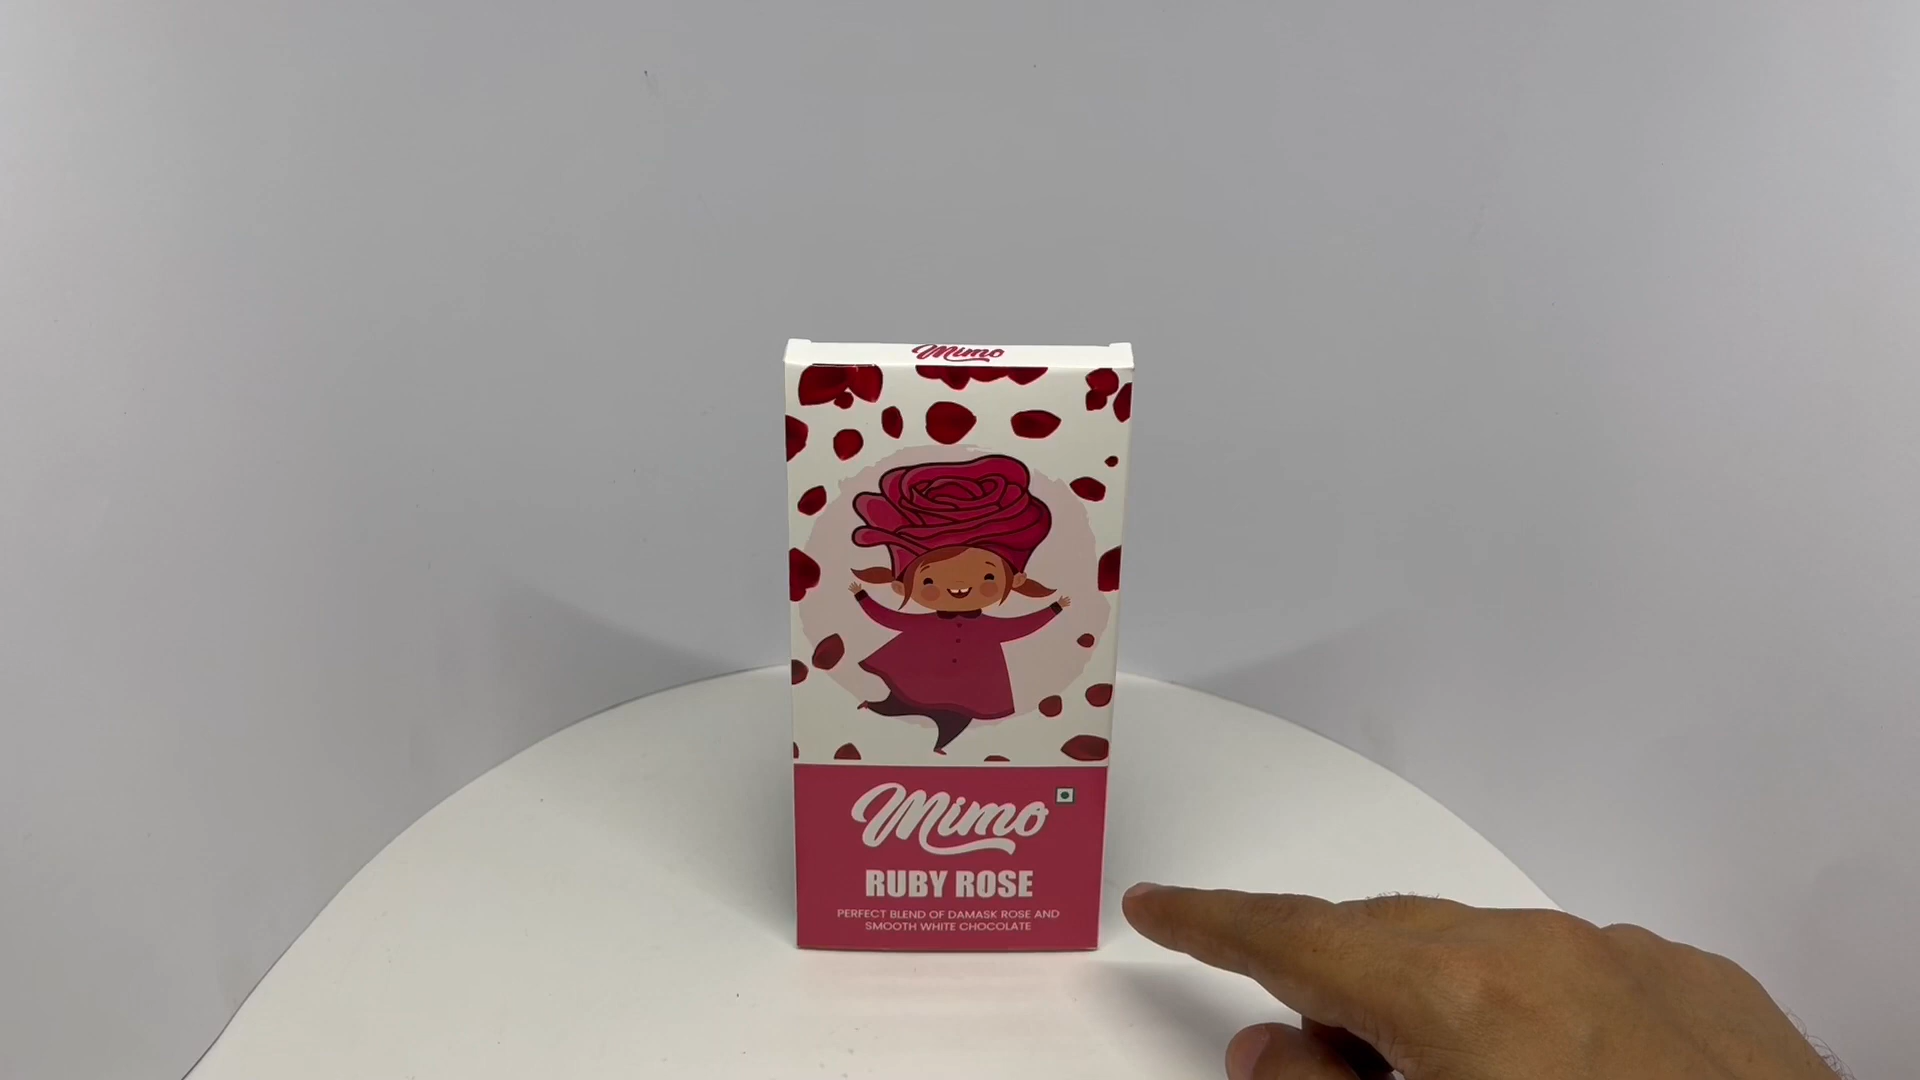 Mimo
Mimo
RUBY ROSE
PERFECT BLEND OF DAMASK ROSE AND
SMOOTH WHITE CHOCOLATE